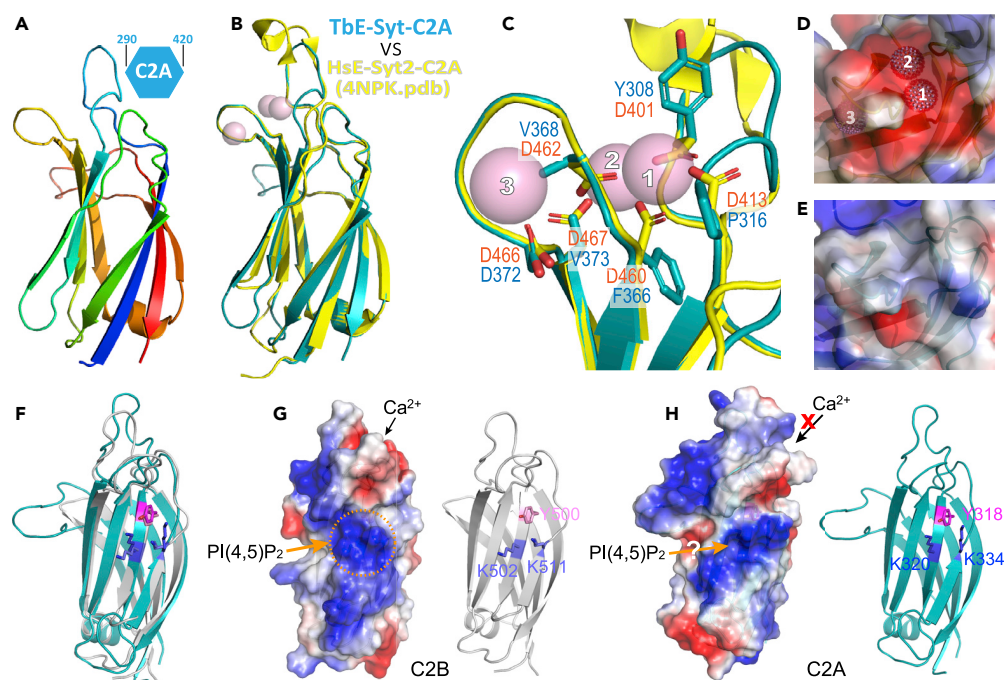 A
290
420
C2A
B
TbE-Syt-C2A
VS
HsE-Syt2-C2A
(4NPK.pdb)
C
Y308
D401
V368
D462
3
2
1
D413
P316
D466
D372
D467
V373
D460
F366
D
2
1
3
E
F
G
Ca²⁺
PI(4,5)P₂
C2B
Y500
K502
K511
H
X
Ca²⁺
PI(4,5)P₂
?
C2A
Y318
K320
K334